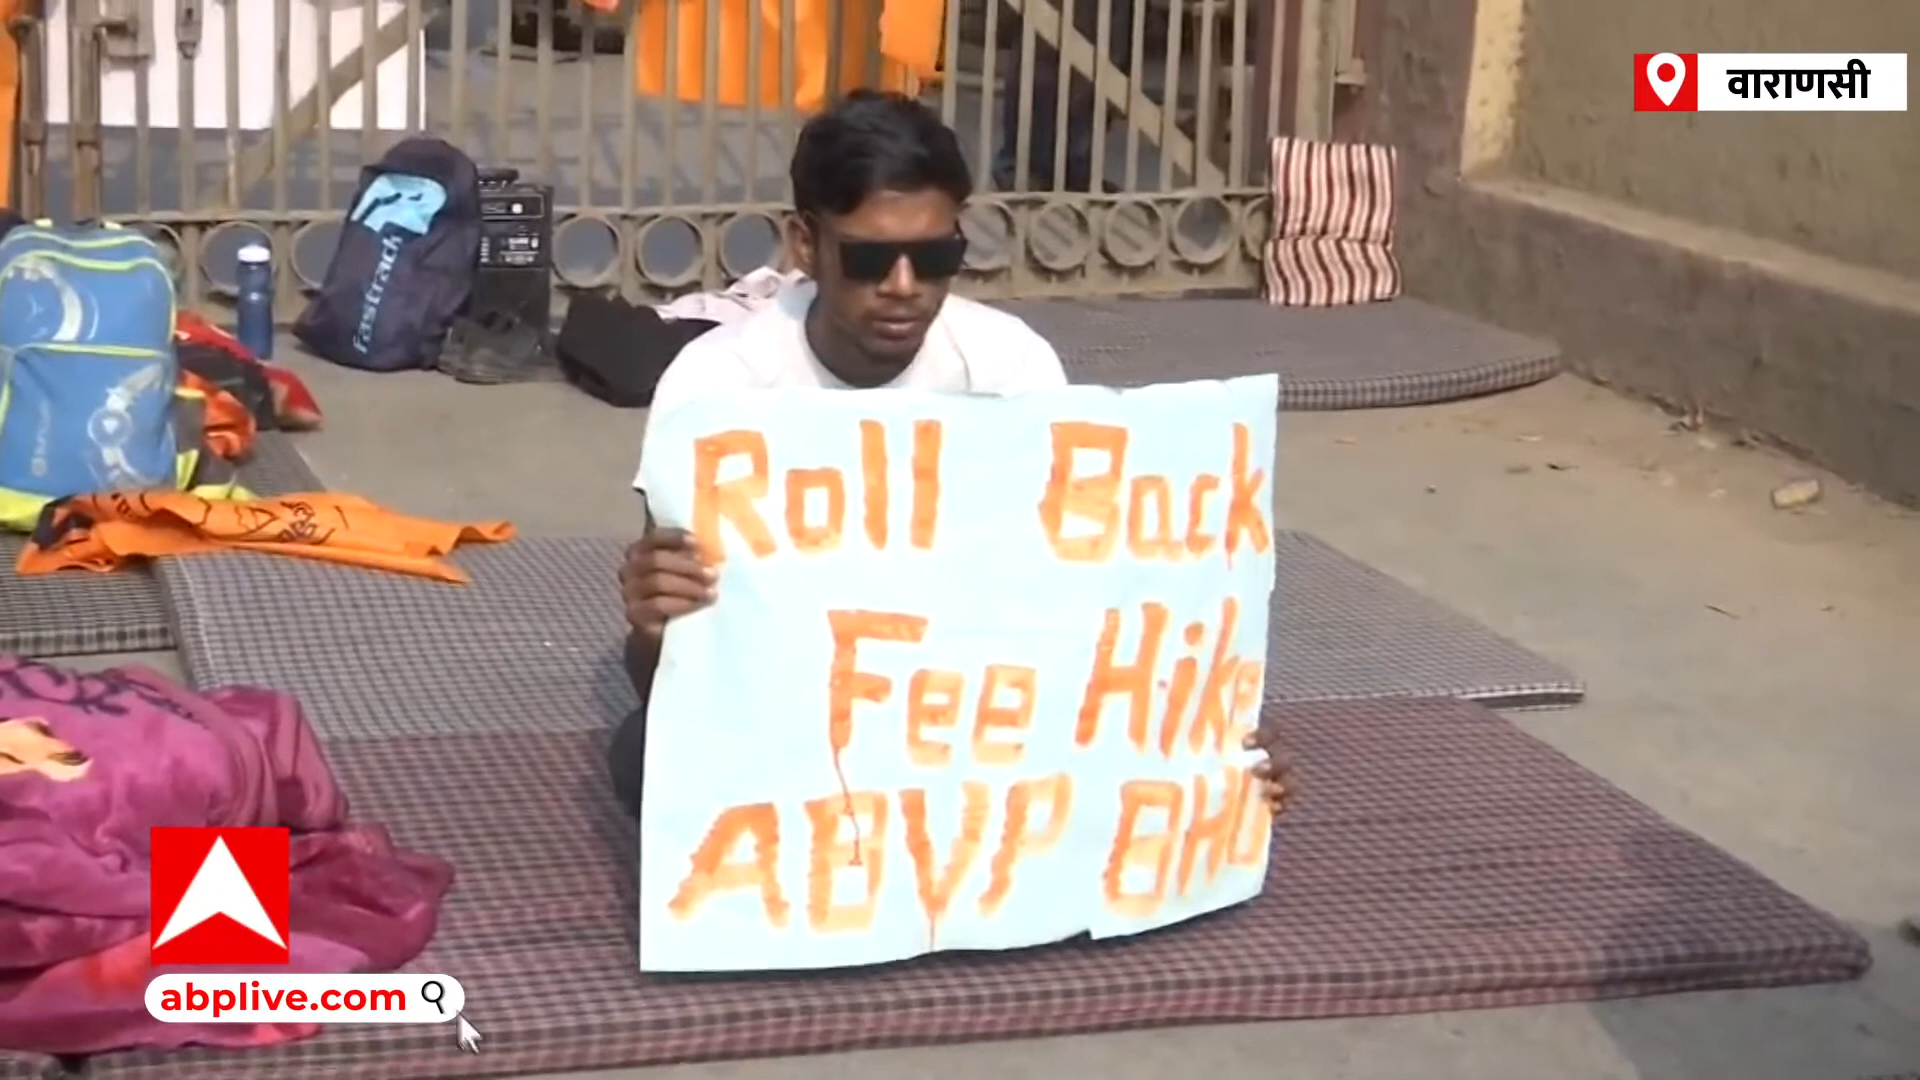 वाराणसी
fastrack
Roll Back
Fee Hike
ABVP BHU
abplive.com